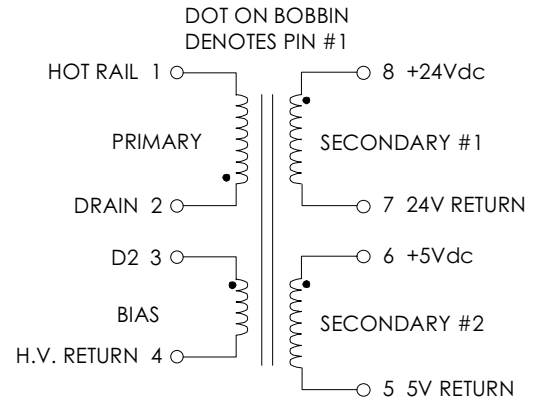 DOT ON BOBBIN
DENOTES PIN #1
HOT RAIL 1
8 +24Vdc
PRIMARY
SECONDARY #1
DRAIN 2
7 24V RETURN
D2 3
6 +5Vdc
BIAS
SECONDARY #2
H.V. RETURN 4
5 5V RETURN